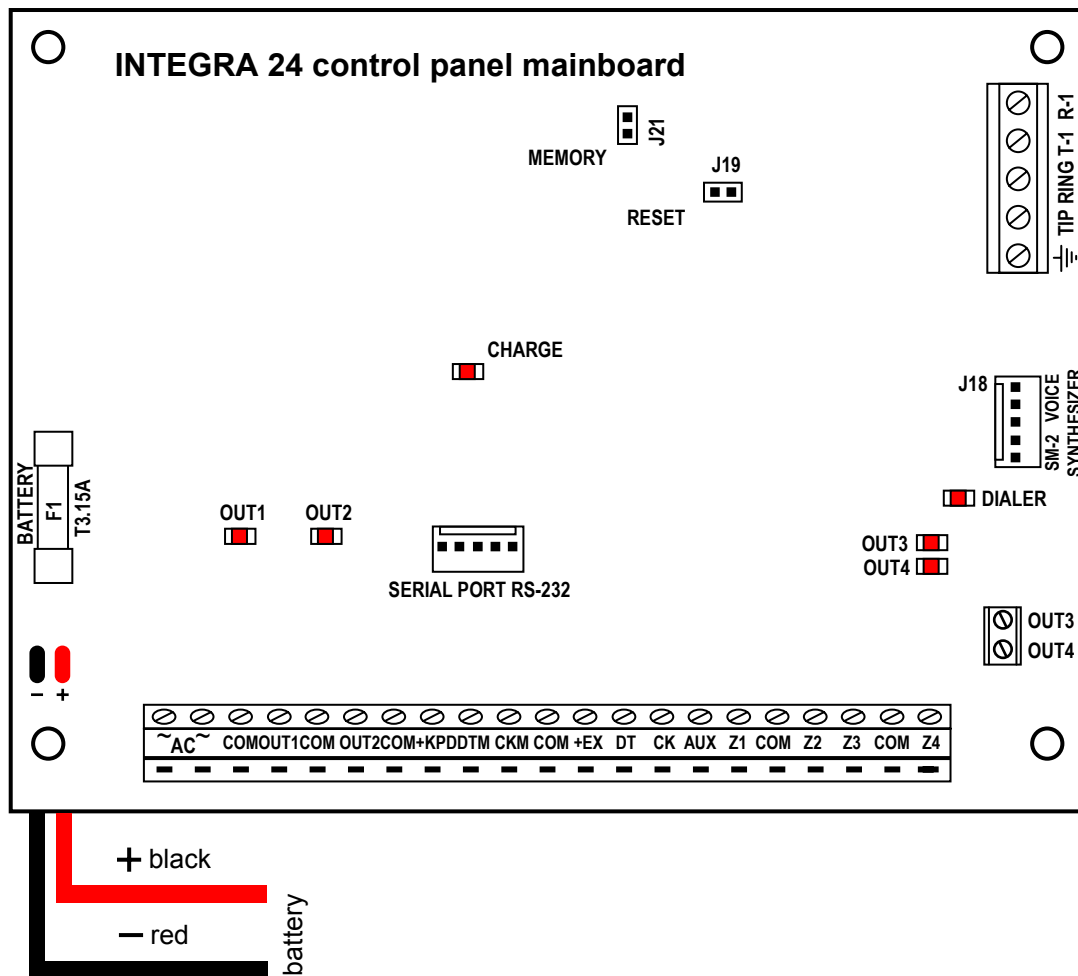 INTEGRA 24 control panel mainboard
J21
MEMORY
J19
RESET
TIP RING T-1 R-1
CHARGE
J18
SM-2 VOICE
SYNTHESIZER
BATTERY
F1
T3.15A
OUT1
OUT2
DIALER
OUT3
OUT4
SERIAL PORT RS-232
OUT3
OUT4
− +
~AC~ COM OUT1 COM OUT2 COM +KPD DTM CKM COM +EX DT CK AUX Z1 COM Z2 Z3 COM Z4
+ black
− red
battery